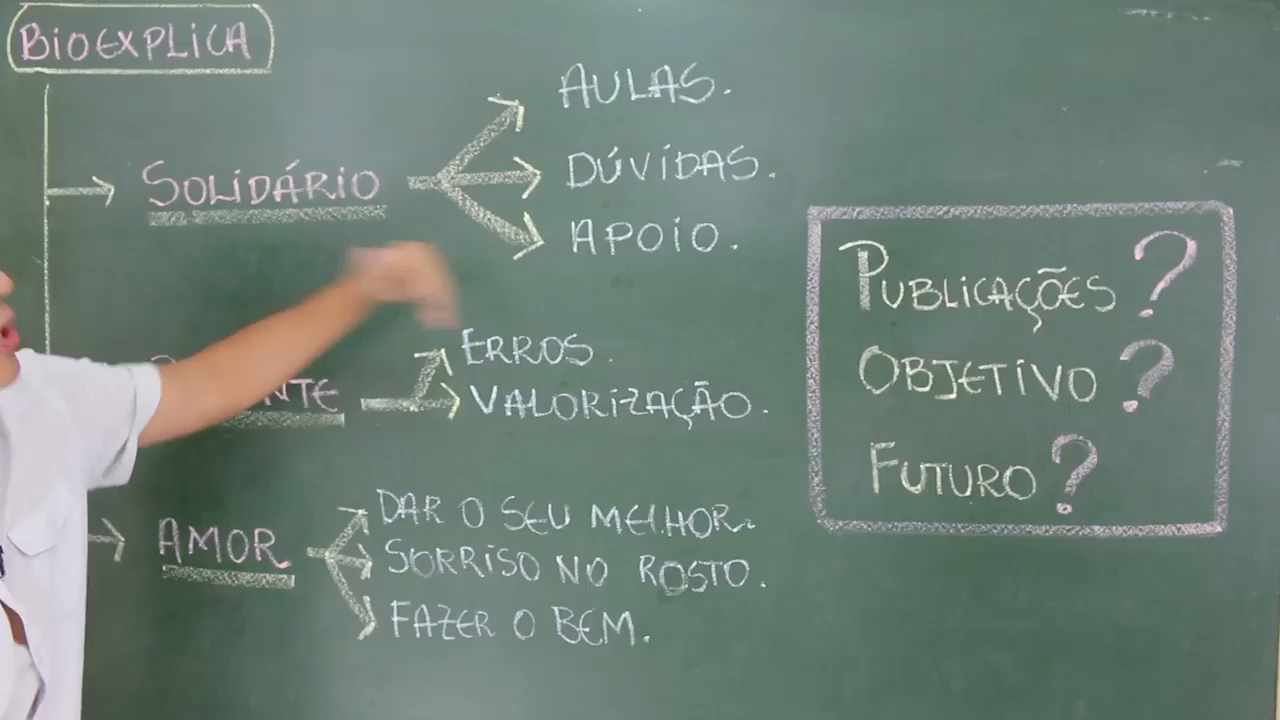 BIOEXPLICA
SOLIDÁRIO
AULAS.
DÚVIDAS.
APOIO.
ERROS.
VALORIZAÇÃO.
AMOR
DAR O SEU MELHOR.
SORRISO NO ROSTO.
FAZER O BEM.
PUBLICAÇÕES?
OBJETIVO?
FUTURO?